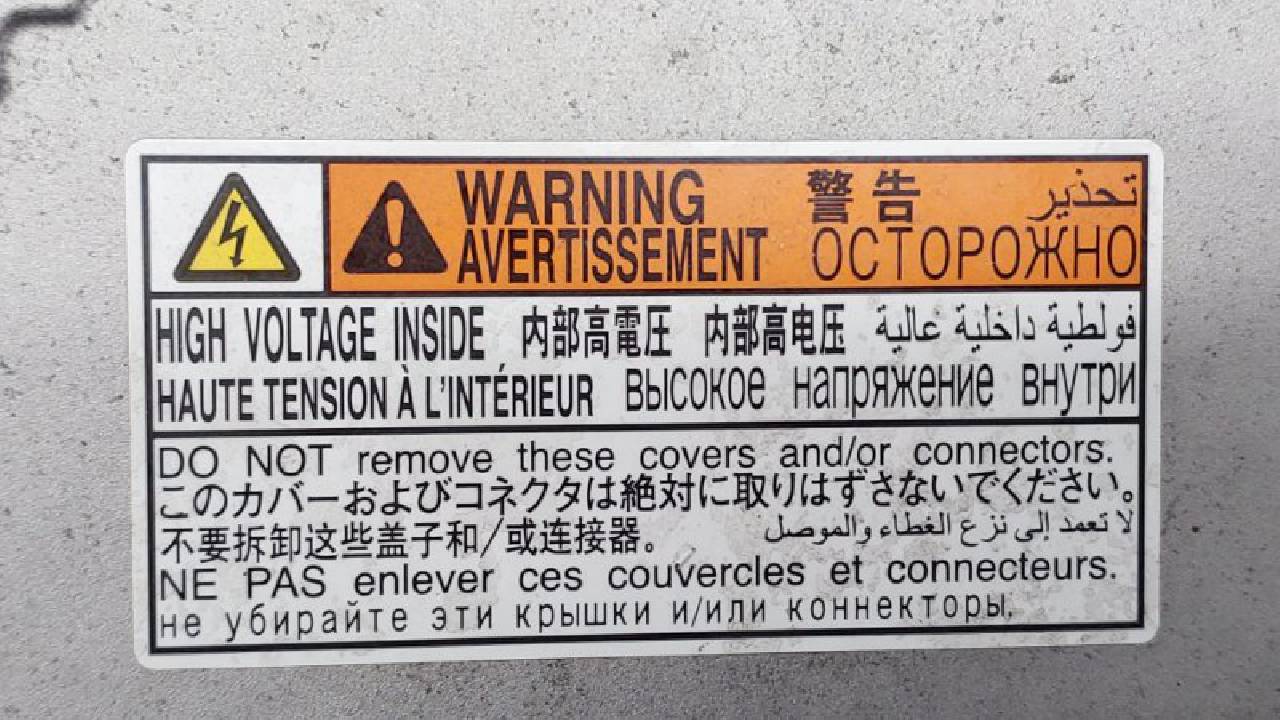 WARNING 警告 تحذير
AVERTISSEMENT ОСТОРОЖНО
HIGH VOLTAGE INSIDE 内部高電圧 内部高电压 فولطية داخلية عالية
HAUTE TENSION À L'INTÉRIEUR высокое напряжение внутри
DO NOT remove these covers and/or connectors.
このカバーおよびコネクタは絶対に取りはずさないでください。
不要拆卸这些盖子和/或连接器。 لا تعمد إلى نزع الغطاء والموصل
NE PAS enlever ces couvercles et connecteurs.
не убирайте эти крышки и/или коннекторы.